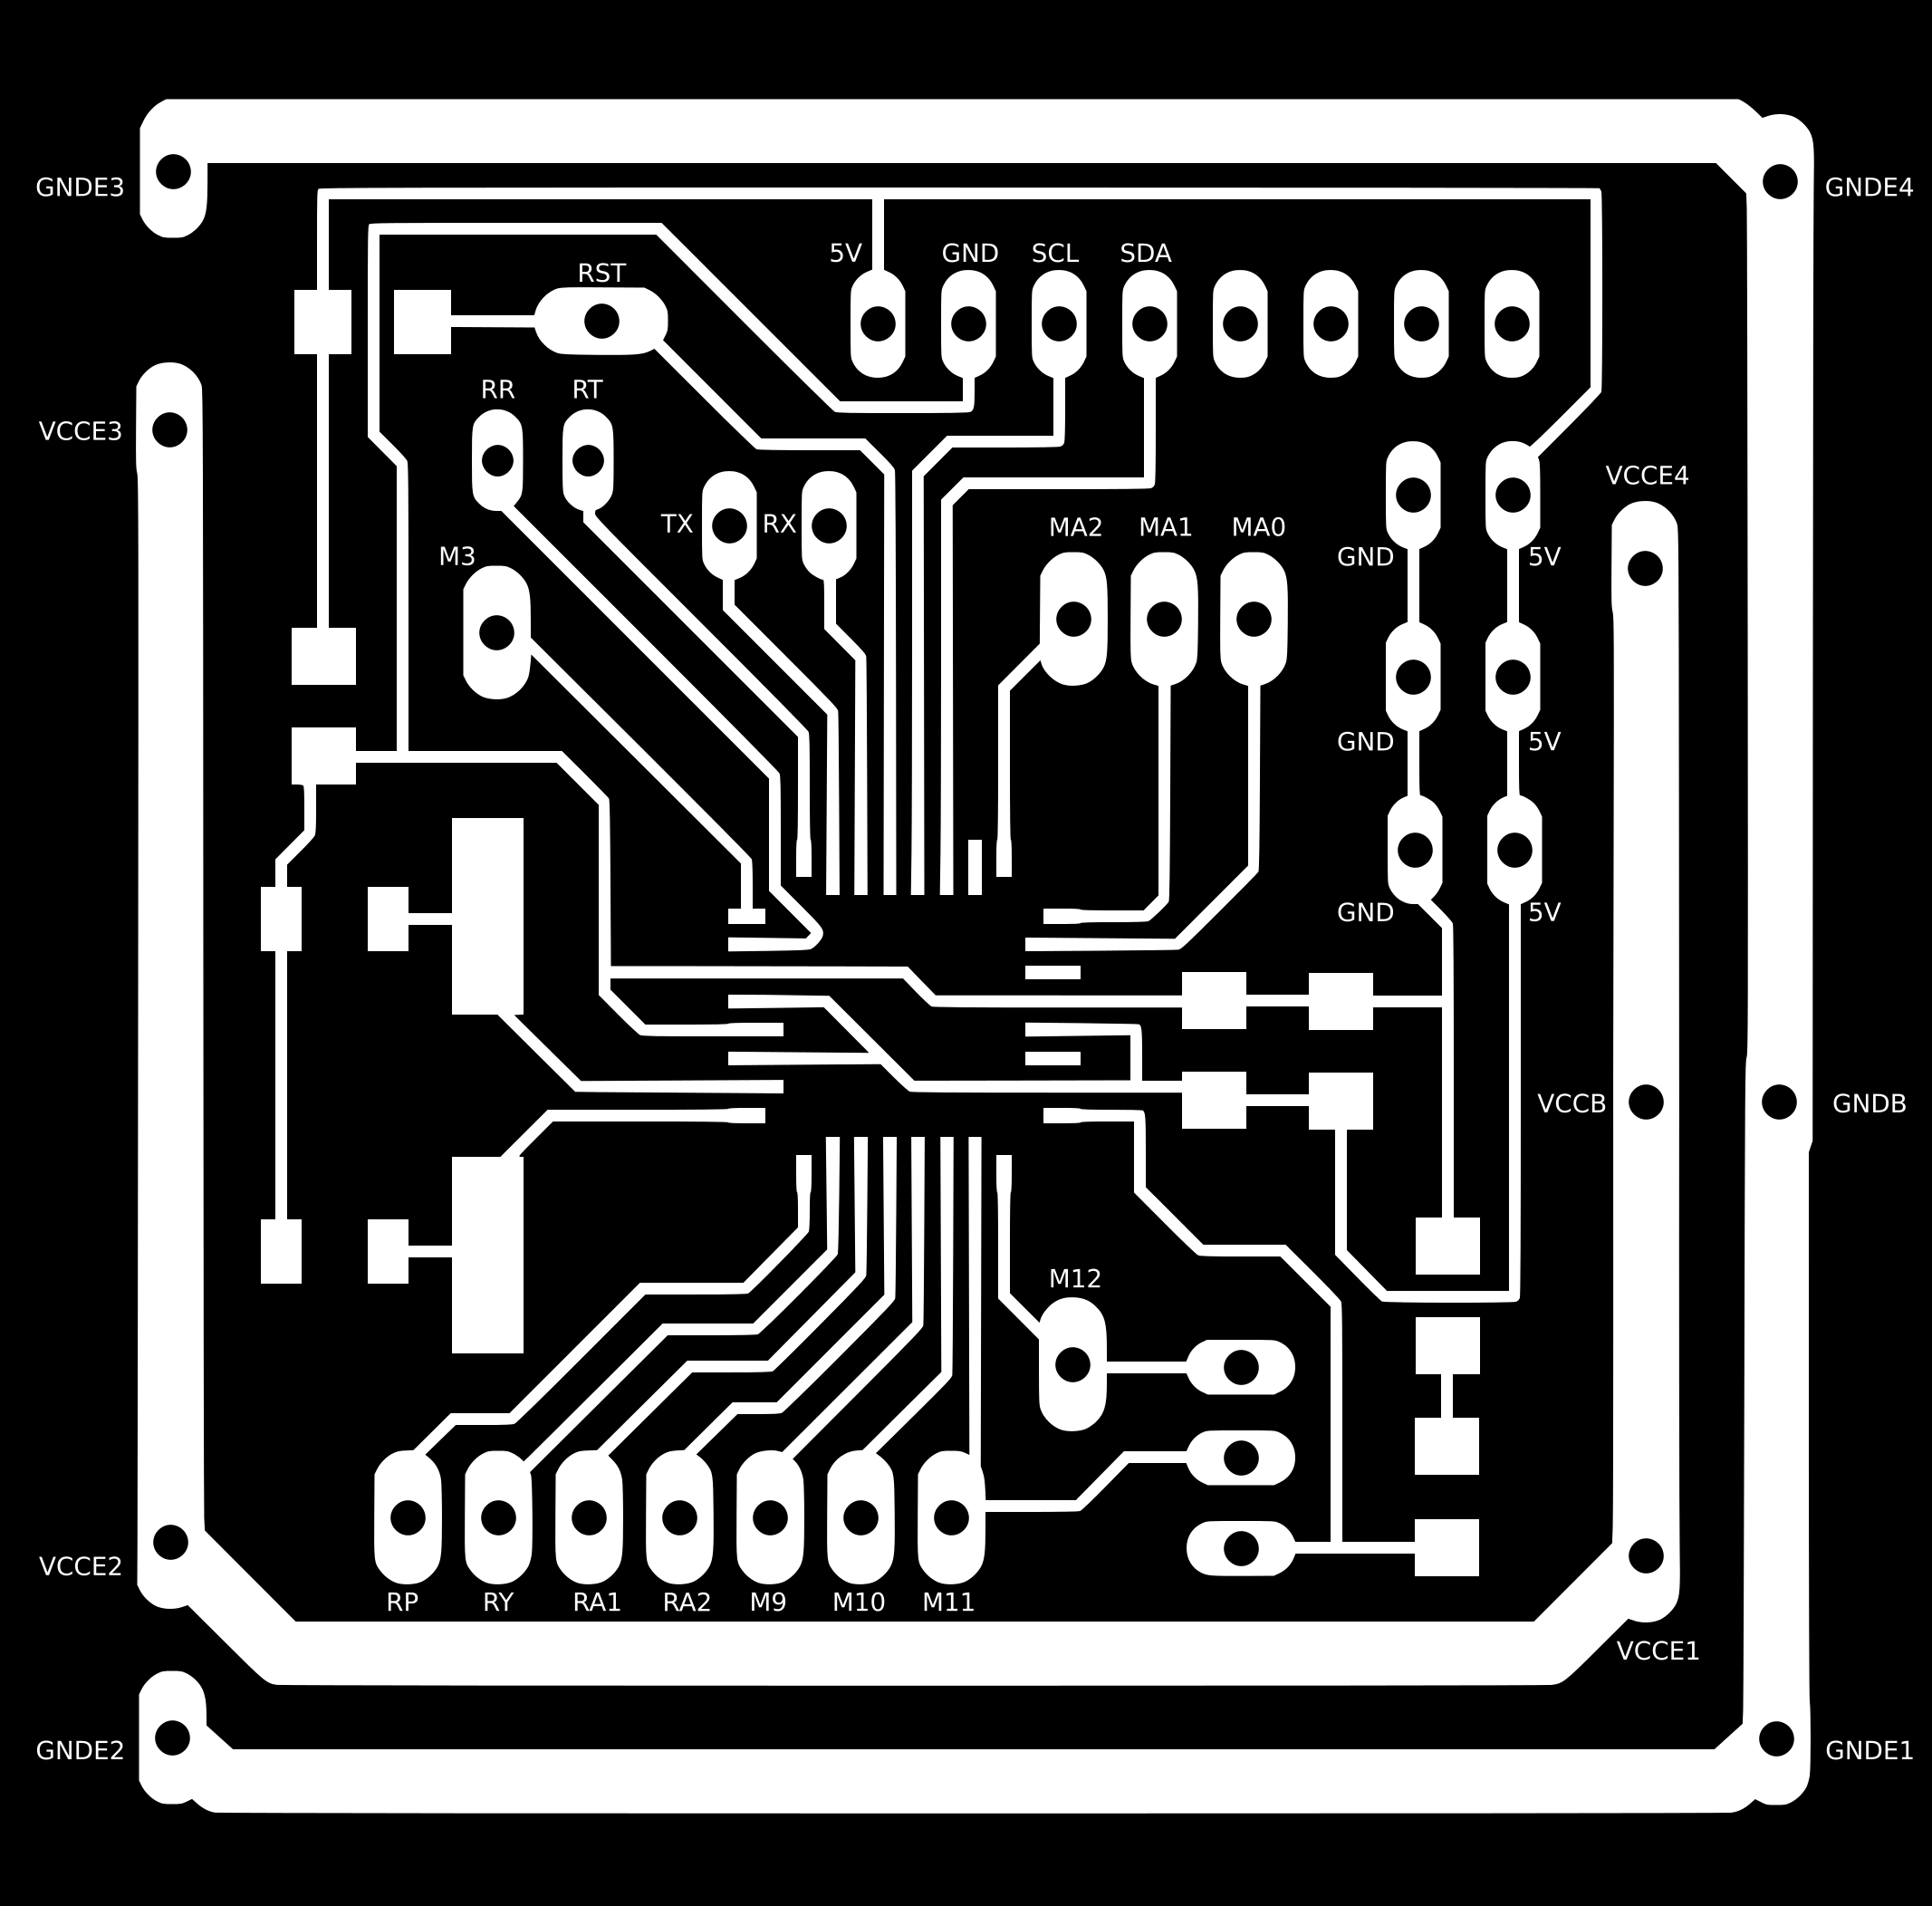 GNDE3
GNDE4
5V
GND
SCL
SDA
RST
RR
RT
VCCE3
VCCE4
TX
RX
MA2
MA1
MA0
M3
GND
5V
GND
5V
GND
5V
VCCB
GNDB
M12
VCCE2
RP
RY
RA1
RA2
M9
M10
M11
VCCE1
GNDE2
GNDE1